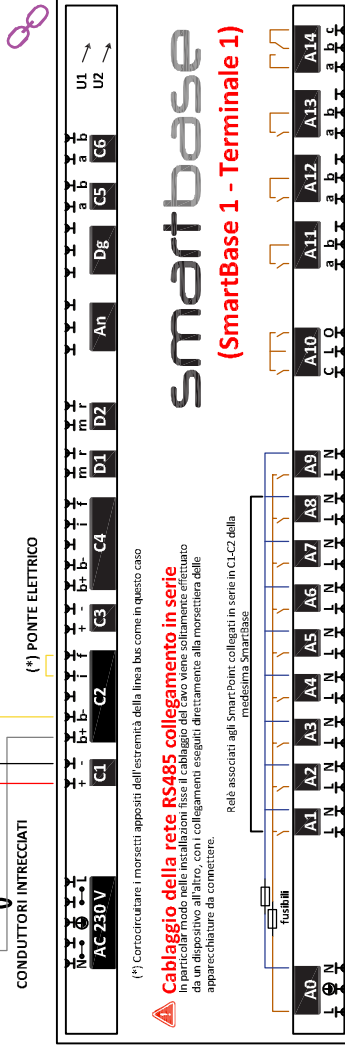 CONDUTTORI INTRECCIATI
(*) PONTE ELETTRICO
N L + - b+ b- i f + - b+ b- i f m r m r a b a b
AC 230 V C1 C2 C3 C4 D1 D2 An Dg C5 C6 U1
U2
(*) Cortocircuitare i morsetti appositi dell'estremità della linea bus come in questo caso
Cablaggio della rete RS485 collegamento in serie
In particolar modo nelle installazioni fisse il cablaggio del cavo viene solitamente effettuato
da un dispositivo all'altro, con i collegamenti eseguiti direttamente alla morsettiera delle
apparecchiature da connettere.
smartbase
(SmartBase 1 - Terminale 1)
Relè associati agli SmartPoint collegati in serie in C1-C2 della
medesima SmartBase
fusibili
A0 A1 A2 A3 A4 A5 A6 A7 A8 A9 A10 A11 A12 A13 A14
L N L N L N L N L N L N L N L N L N L N C L O a b a b a b a b c